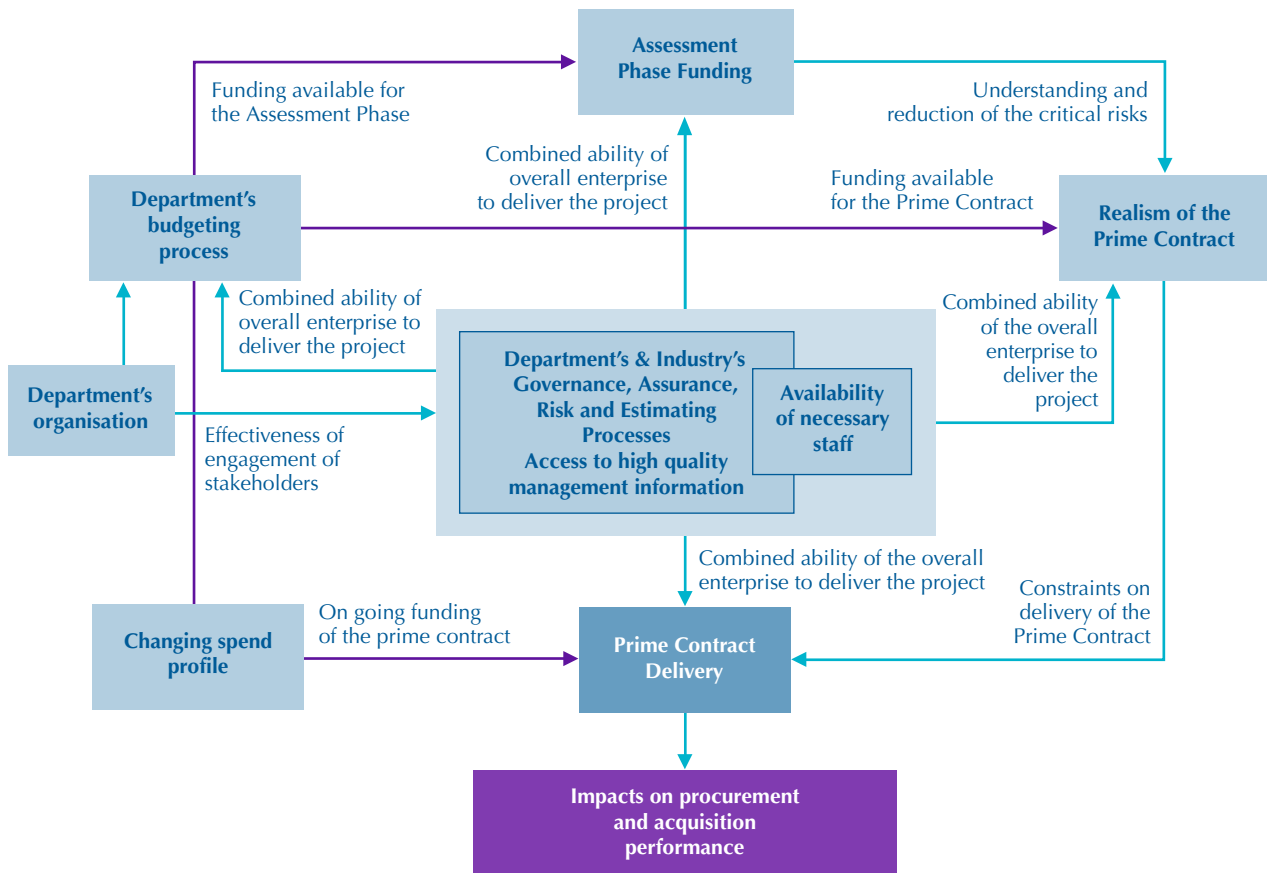 Assessment
Phase Funding
Funding available for
the Assessment Phase
Understanding and
reduction of the critical risks
Combined ability of
overall enterprise
to deliver the project
Funding available
for the Prime Contract
Department’s
budgeting
process
Realism of the
Prime Contract
Combined ability of
overall enterprise to
deliver the project
Combined ability
of the overall
enterprise to
deliver the
project
Department’s & Industry’s
Governance, Assurance,
Risk and Estimating
Processes
Access to high quality
management information
Availability
of necessary
staff
Department’s
organisation
Effectiveness of
engagement of
stakeholders
Combined ability of the overall
enterprise to deliver the project
Constraints on
delivery of the
Prime Contract
Changing spend
profile
On going funding
of the prime contract
Prime Contract
Delivery
Impacts on procurement
and acquisition
performance